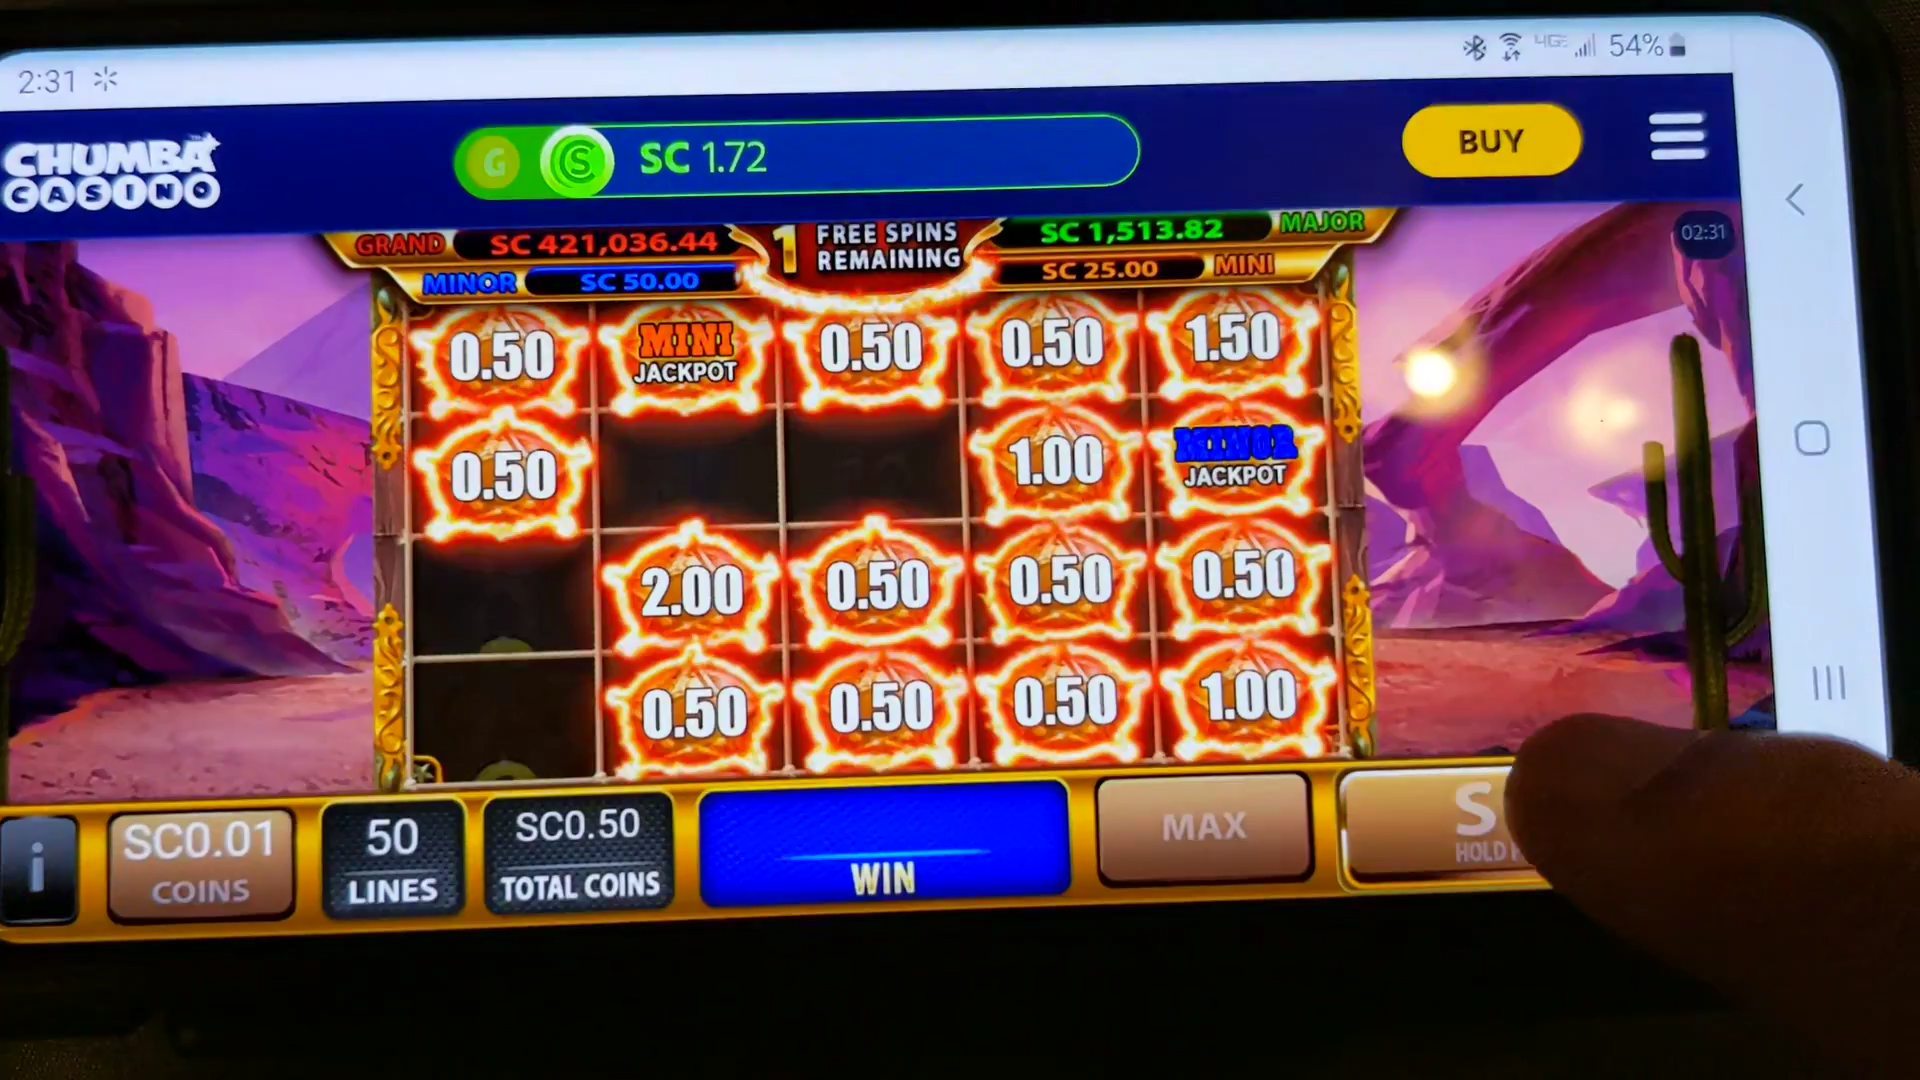 2:31
4GE 54%
CHUMBA
CASINO
G S SC 1.72
BUY
02:31
GRAND SC 421,036.44
MINOR SC 50.00
1 FREE SPINS
REMAINING
SC 1,513.82 MAJOR
SC 25.00 MINI
0.50 MINI JACKPOT 0.50 0.50 1.50
0.50 1.00 MINOR JACKPOT
2.00 0.50 0.50 0.50
0.50 0.50 0.50 1.00
i
SC0.01
COINS
50
LINES
SC0.50
TOTAL COINS
WIN
MAX
S
HOLD